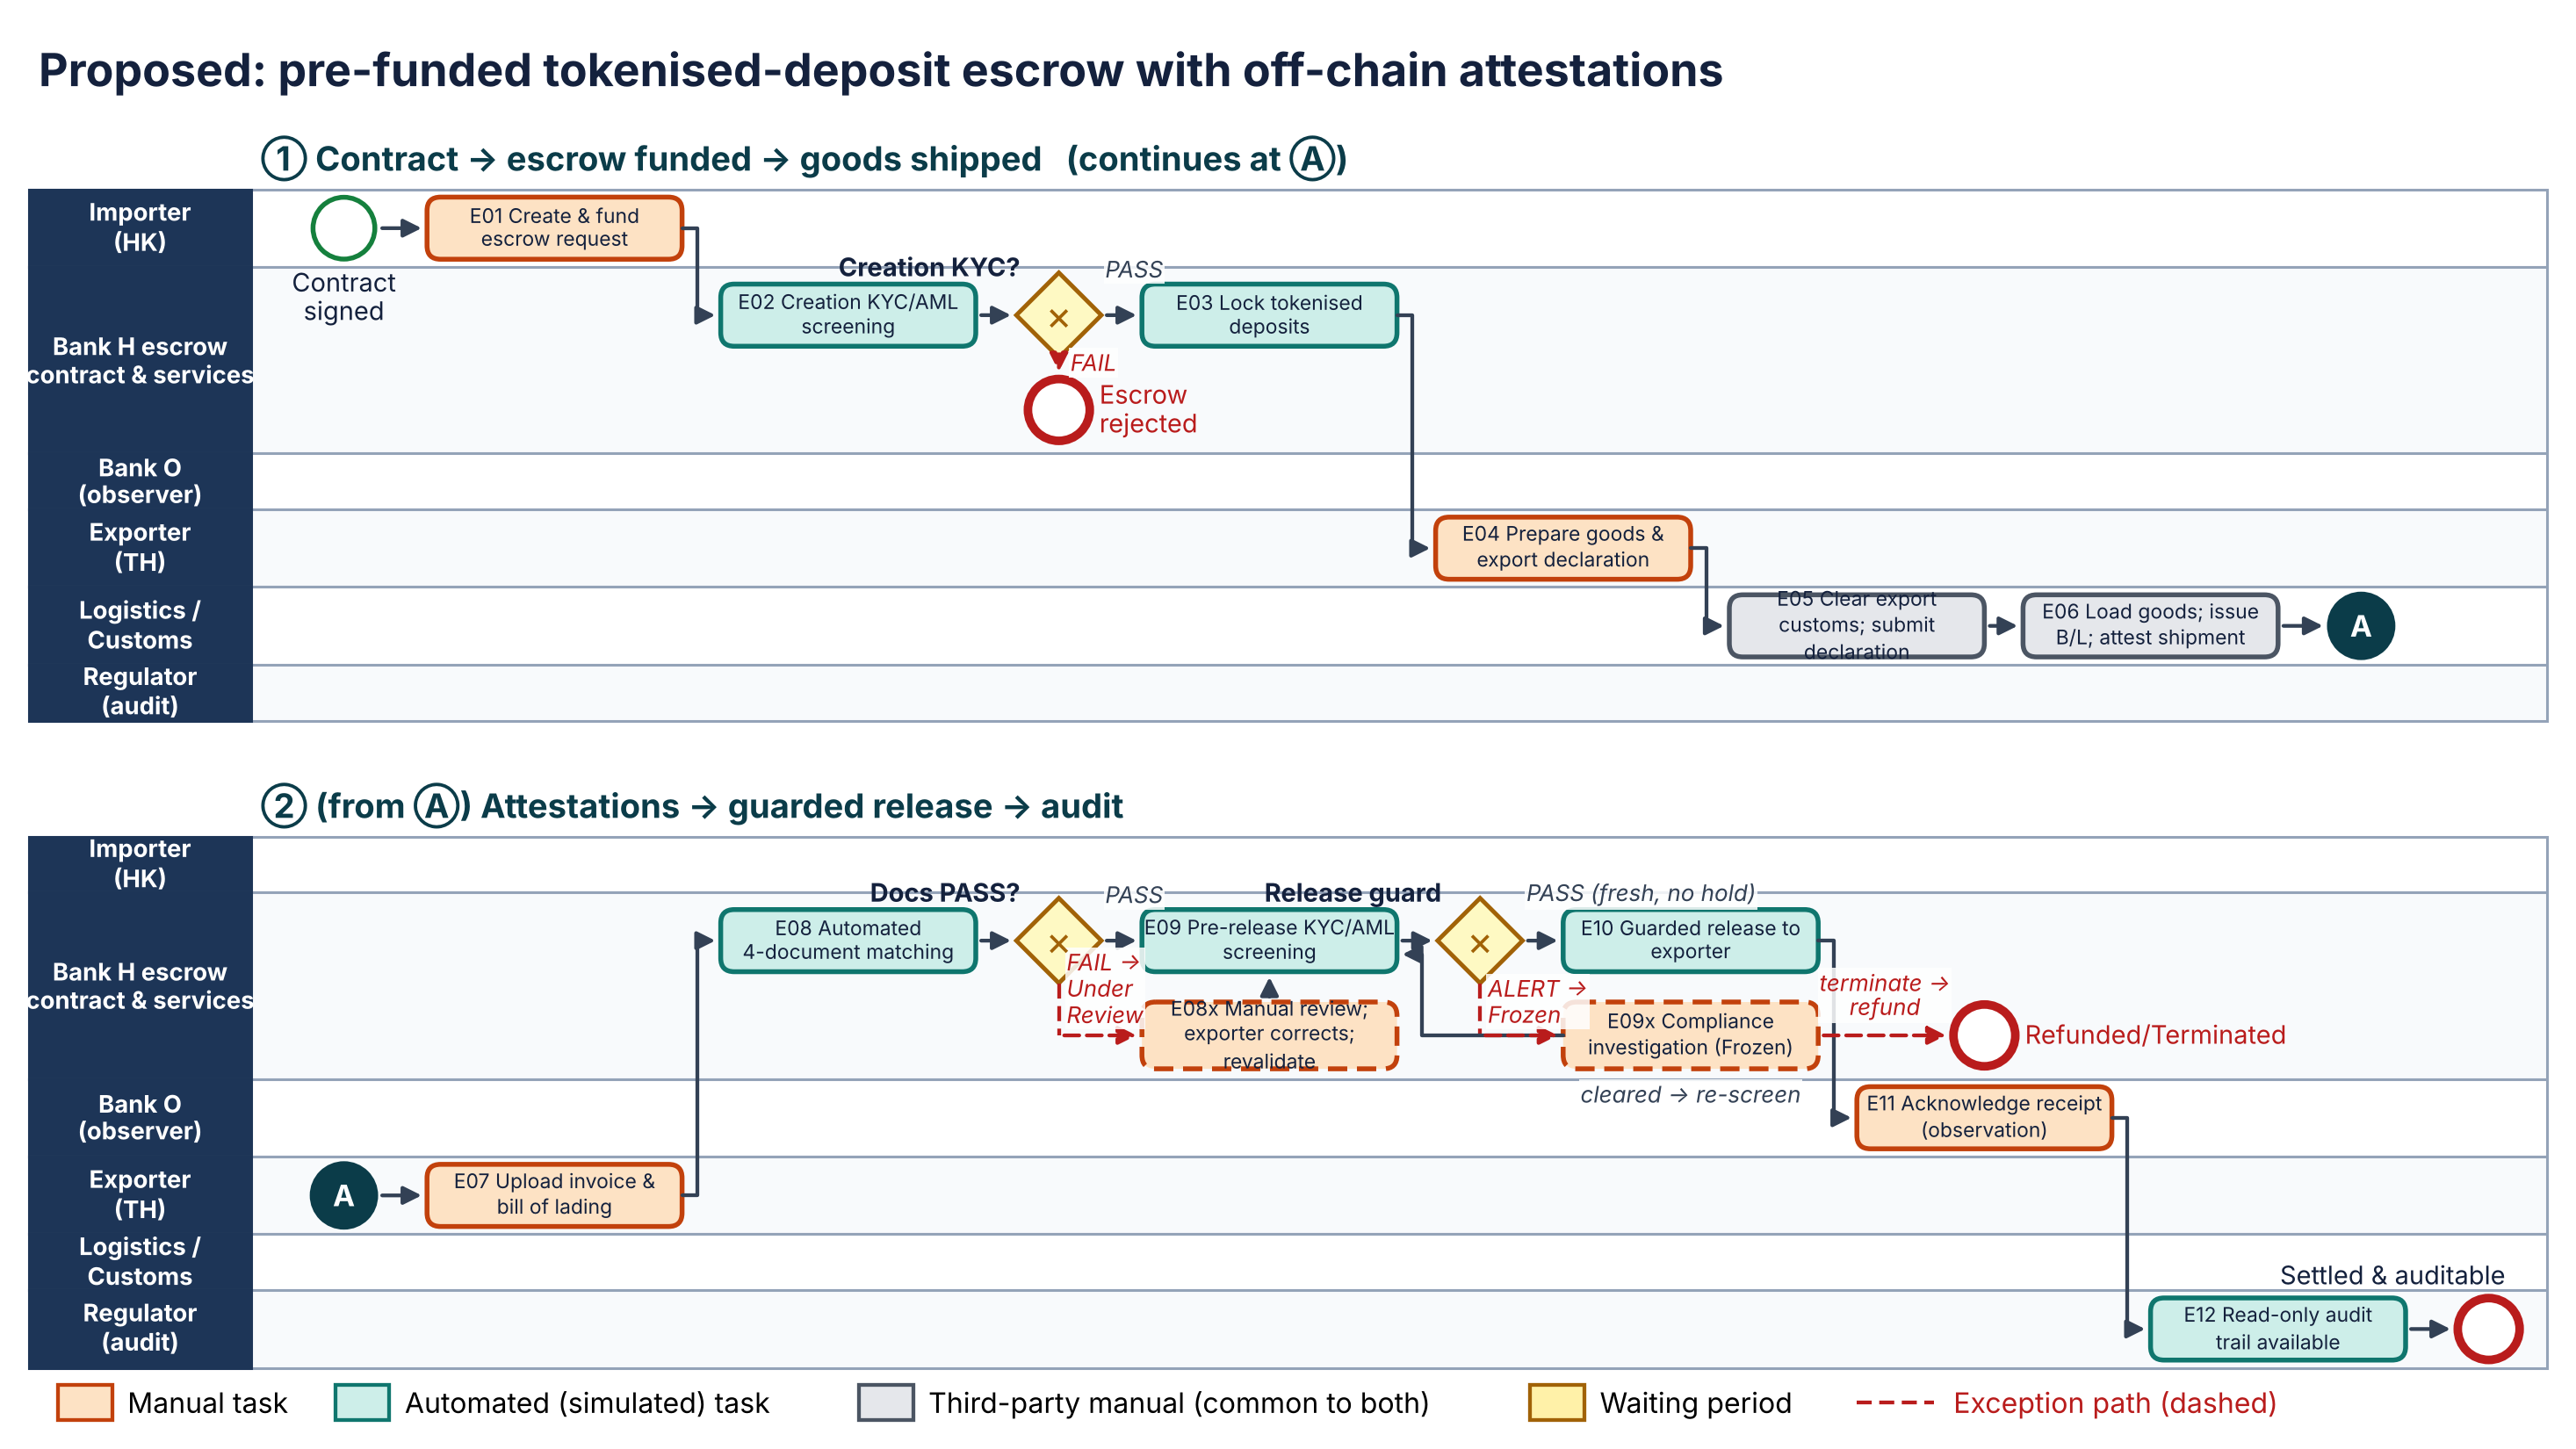 Proposed: pre-funded tokenised-deposit escrow with off-chain attestations
① Contract → escrow funded → goods shipped (continues at Ⓐ)
Importer
(HK)
Contract
signed
E01 Create & fund
escrow request
Bank H escrow
contract & services
E02 Creation KYC/AML
screening
Creation KYC?
×
PASS
FAIL
Escrow
rejected
E03 Lock tokenised
deposits
Bank O
(observer)
Exporter
(TH)
E04 Prepare goods &
export declaration
Logistics /
Customs
E05 Clear export
customs; submit
declaration
E06 Load goods; issue
B/L; attest shipment
A
Regulator
(audit)
② (from Ⓐ) Attestations → guarded release → audit
Importer
(HK)
Bank H escrow
contract & services
E08 Automated
4-document matching
Docs PASS?
×
PASS
FAIL →
Under
Review
E09 Pre-release KYC/AML
screening
E08x Manual review;
exporter corrects;
revalidate
Release guard
×
PASS (fresh, no hold)
ALERT →
Frozen
E10 Guarded release to
exporter
E09x Compliance
investigation (Frozen)
cleared → re-screen
terminate →
refund
Refunded/Terminated
Bank O
(observer)
E11 Acknowledge receipt
(observation)
Exporter
(TH)
A
E07 Upload invoice &
bill of lading
Logistics /
Customs
Regulator
(audit)
E12 Read-only audit
trail available
Settled & auditable
Manual task
Automated (simulated) task
Third-party manual (common to both)
Waiting period
Exception path (dashed)